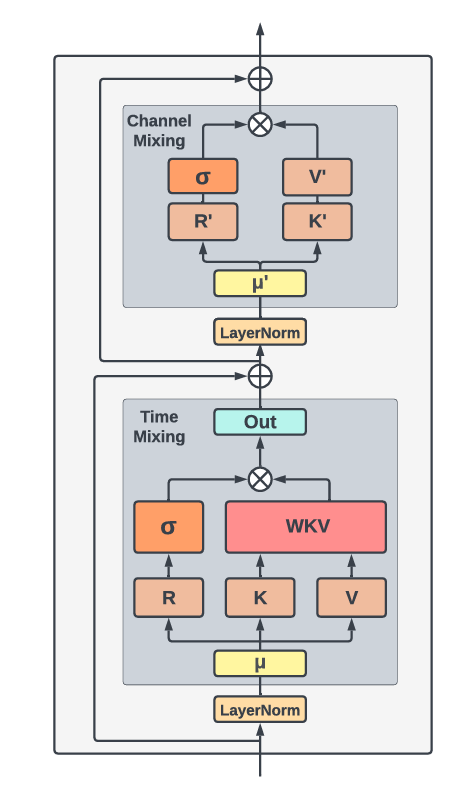 Channel
Mixing
σ
V'
R'
K'
μ'
LayerNorm
Time
Mixing
Out
σ
WKV
R
K
V
μ
LayerNorm